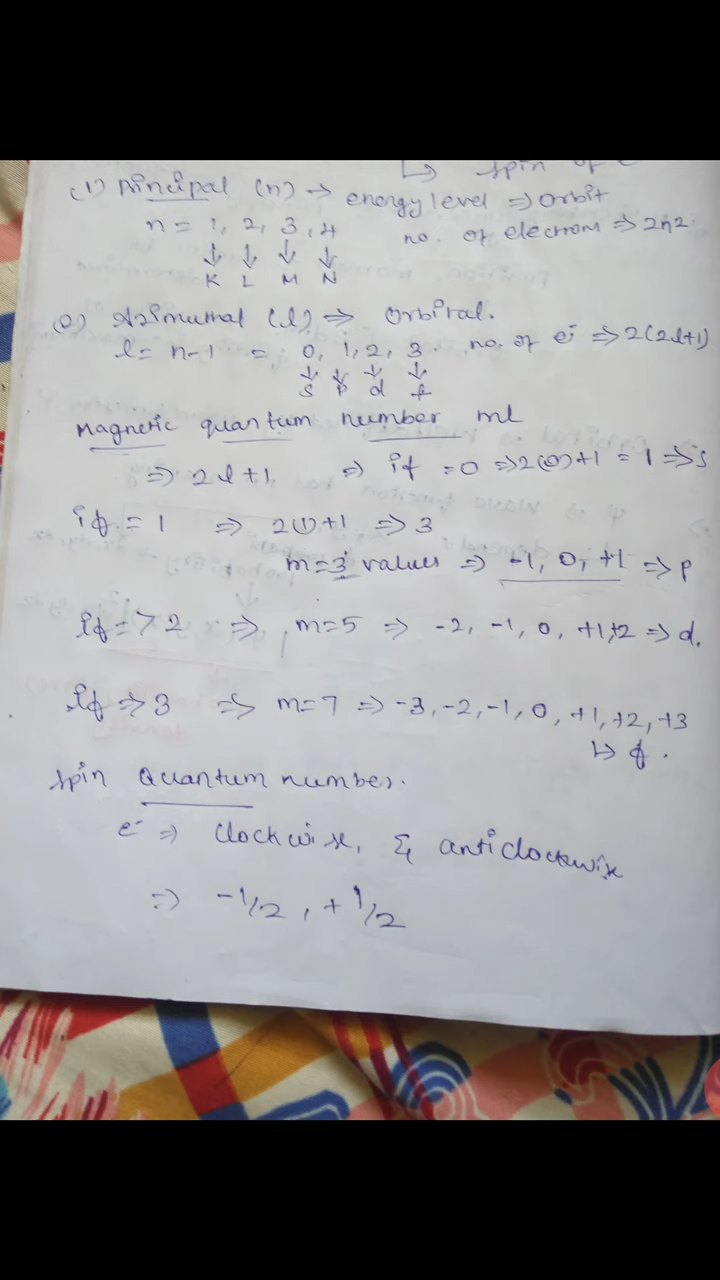 ↳ spin of e
(1) Principal (n) → energy level ⇒ orbit
n = 1, 2, 3, 4 no. of electrons ⇒ 2n2
↓ ↓ ↓ ↓
K L M N
(2) Azimuthal (l) ⇒ orbital.
l = n-1 = 0, 1, 2, 3. no. of e- ⇒ 2(2l+1)
↓ ↓ ↓ ↓
s p d f
Magnetic quantum number ml
⇒ 2l+1 ⇒ if = 0 ⇒ 2(0)+1 = 1 ⇒ s
if = 1 ⇒ 2(1)+1 ⇒ 3
m=3 values ⇒ -1, 0, +1 ⇒ p
if = > 2 ⇒ m=5 ⇒ -2, -1, 0, +1, +2 ⇒ d.
if ⇒ 3 ⇒ m=7 ⇒ -3, -2, -1, 0, +1, +2, +3
↳ f.
spin Quantum number.
e- ⇒ clockwise, & anticlockwise
⇒ -1/2, +1/2